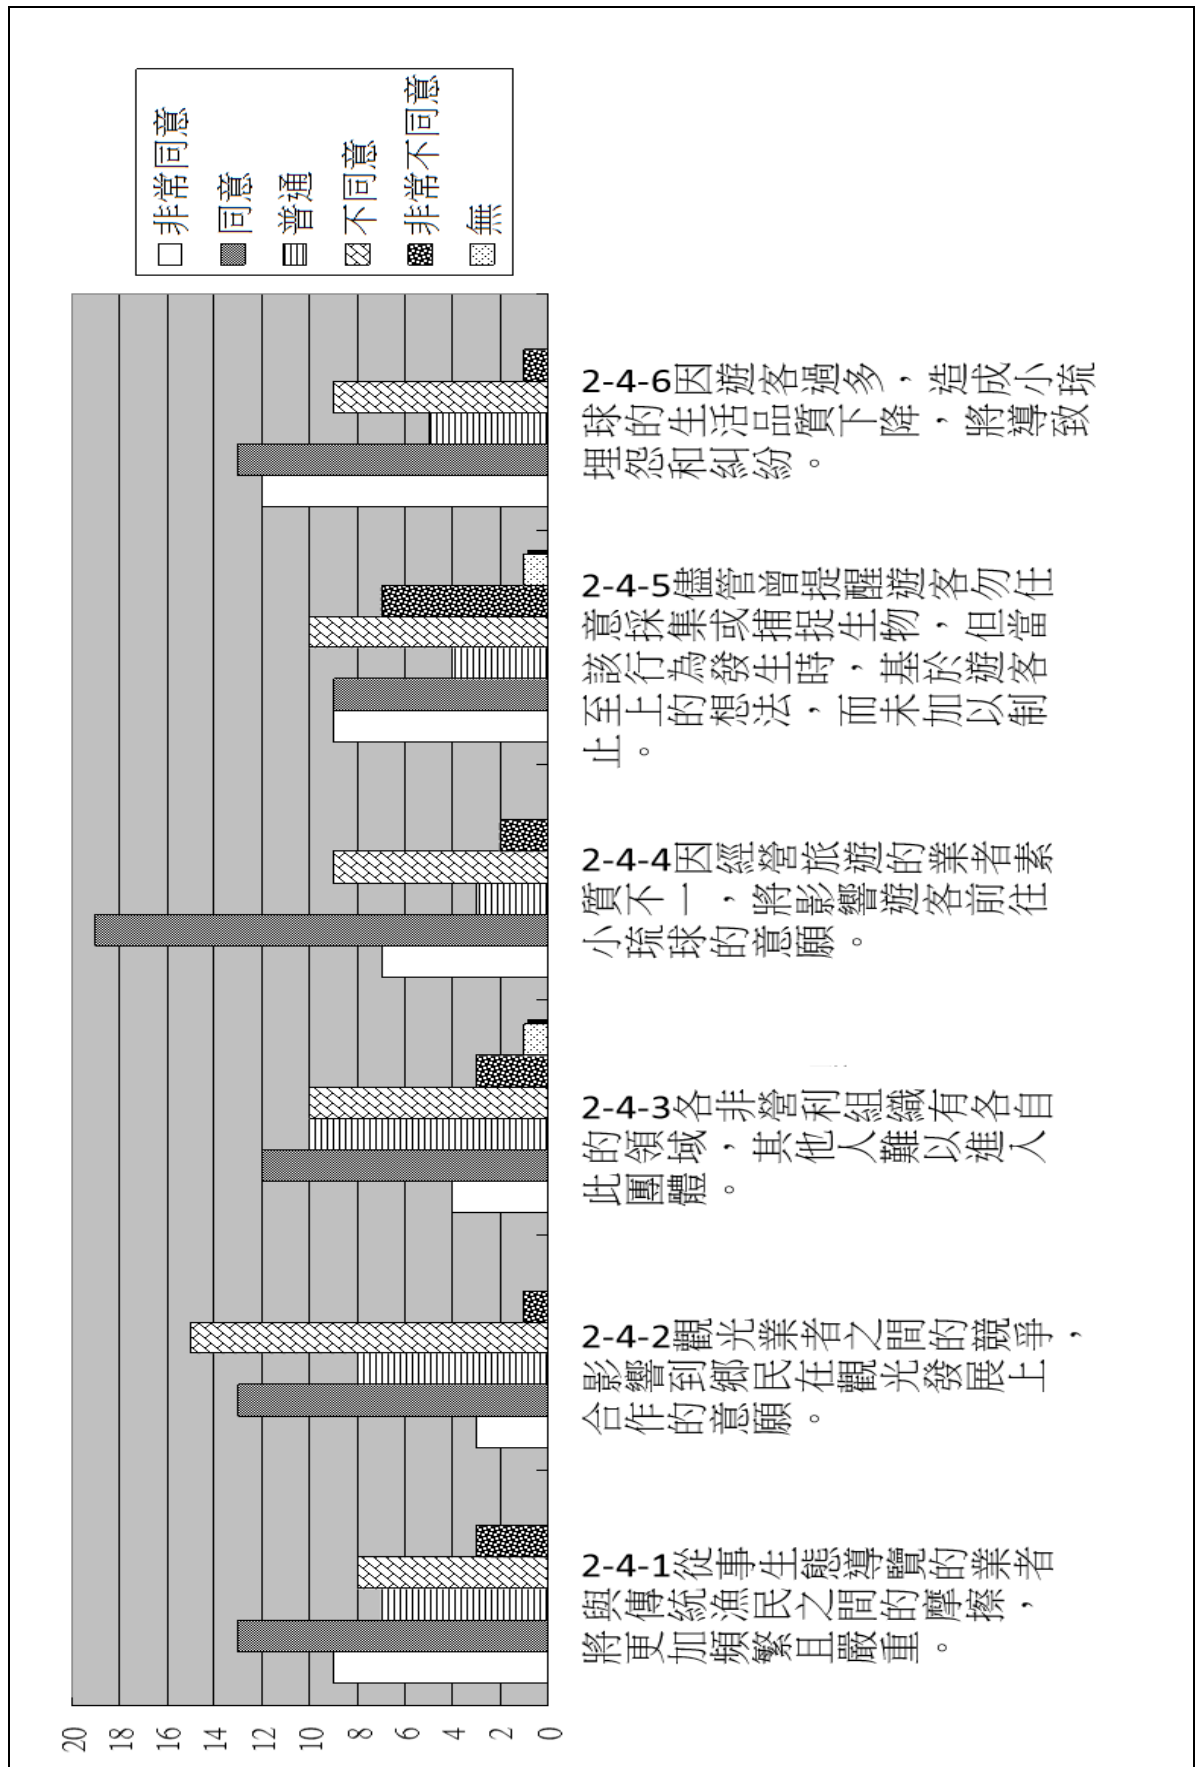 非常同意
同意
普通
不同意
非常不同意
無
20
18
16
14
12
10
8
6
4
2
0
2-4-1從事生態導覽的業者
與傳統漁民之間的摩擦，
將更加頻繁且嚴重。
2-4-2觀光業者之間的競爭，
影響到鄉民在觀光發展上
合作的意願。
2-4-3各非營利組織有各自
的領域，其他人難以進入
此團體。
2-4-4因經營旅遊的業者素
質不一，將影響遊客前往
小琉球的意願。
2-4-5儘管曾提醒遊客勿任
意採集或捕捉生物，但當
該行為發生時，基於遊客
至上的想法，而未加以制
止。
2-4-6因遊客過多，造成小琉
球的生活品質下降，將導致
埋怨和糾紛。